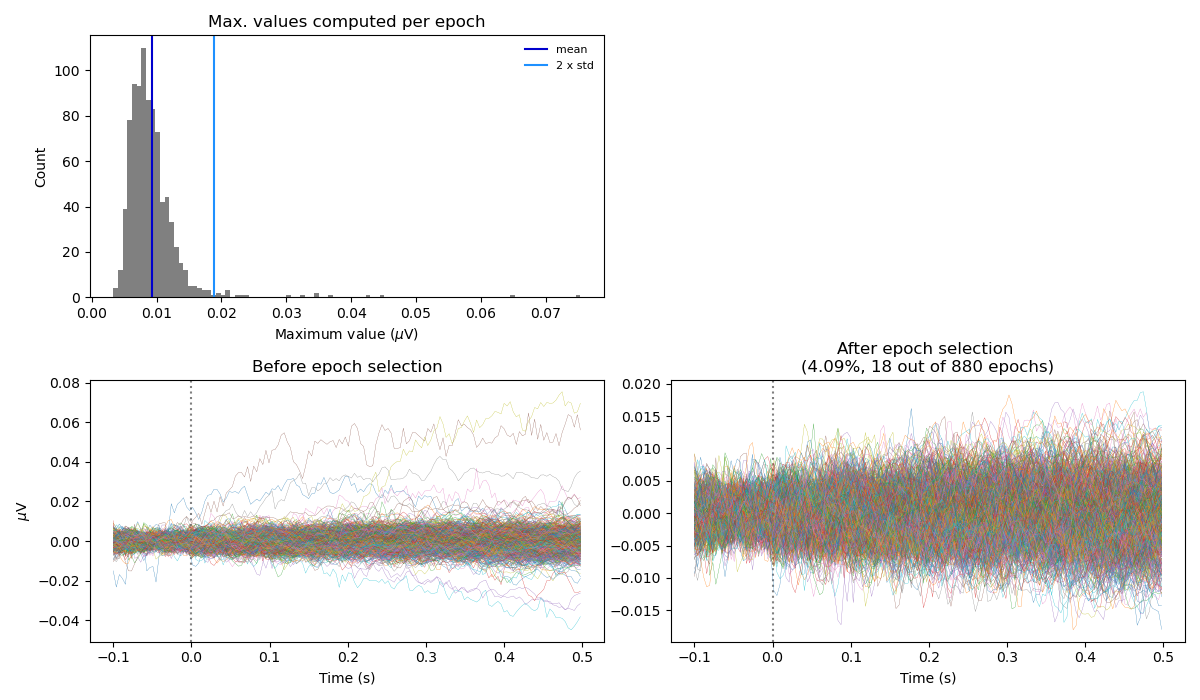 Max. values computed per epoch
mean
2 x std
Count
100
80
60
40
20
0
0.00 0.01 0.02 0.03 0.04 0.05 0.06 0.07
Maximum value (μV)
Before epoch selection
μV
0.08
0.06
0.04
0.02
0.00
−0.02
−0.04
−0.1 0.0 0.1 0.2 0.3 0.4 0.5
Time (s)
After epoch selection
(4.09%, 18 out of 880 epochs)
0.020
0.015
0.010
0.005
0.000
−0.005
−0.010
−0.015
−0.1 0.0 0.1 0.2 0.3 0.4 0.5
Time (s)